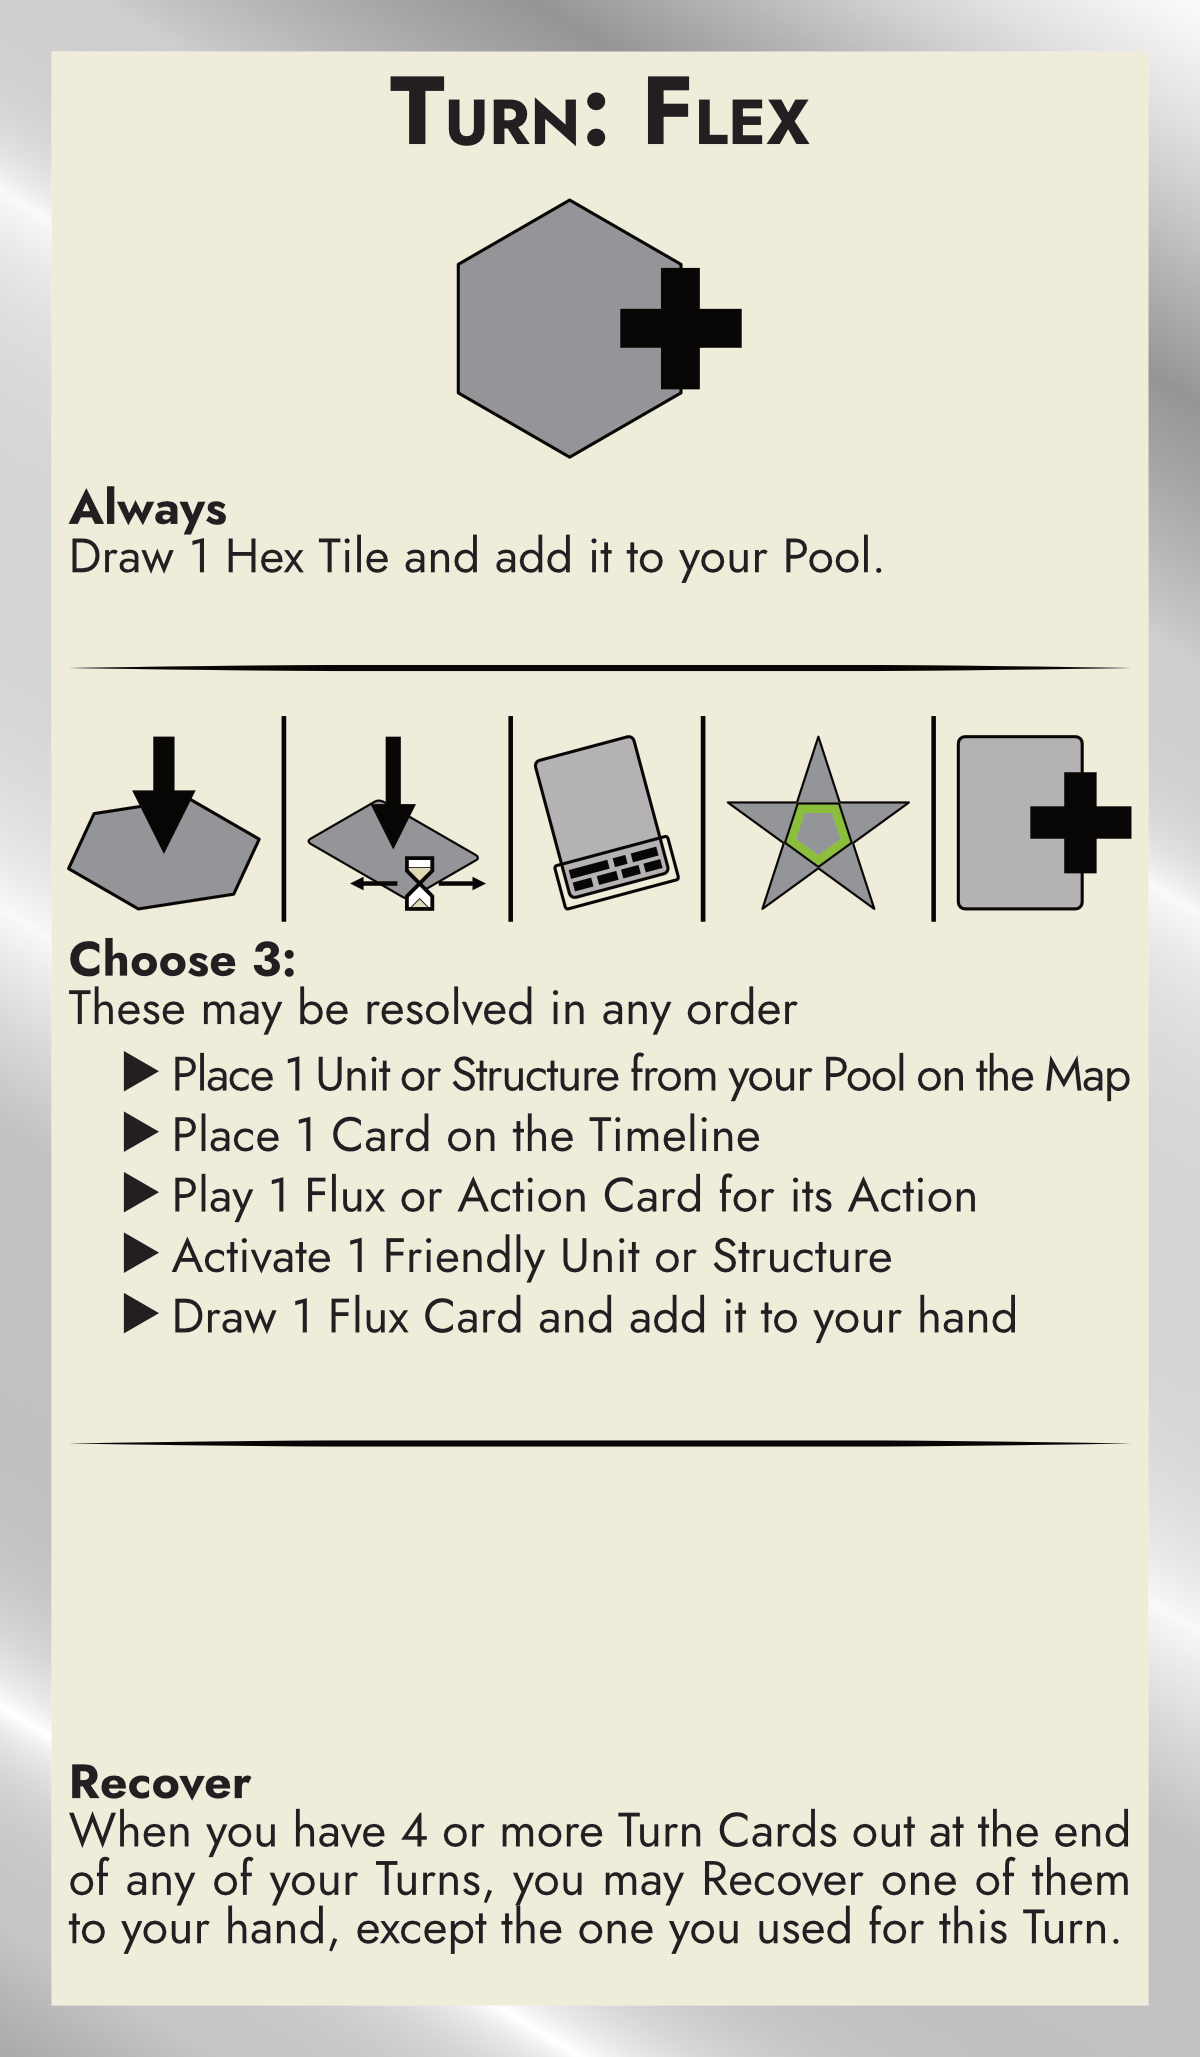 Turn: Flex
Always
Draw 1 Hex Tile and add it to your Pool.
Choose 3:
These may be resolved in any order
▶ Place 1 Unit or Structure from your Pool on the Map
▶ Place 1 Card on the Timeline
▶ Play 1 Flux or Action Card for its Action
▶ Activate 1 Friendly Unit or Structure
▶ Draw 1 Flux Card and add it to your hand
Recover
When you have 4 or more Turn Cards out at the end
of any of your Turns, you may Recover one of them
to your hand, except the one you used for this Turn.